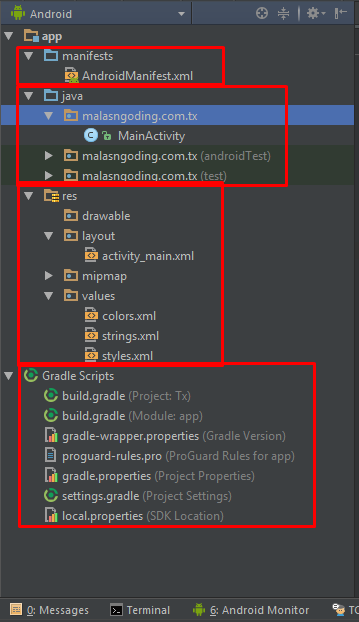 Android
app
manifests
AndroidManifest.xml
java
malasngoding.com.tx
MainActivity
malasngoding.com.tx (androidTest)
malasngoding.com.tx (test)
res
drawable
layout
activity_main.xml
mipmap
values
colors.xml
strings.xml
styles.xml
Gradle Scripts
build.gradle (Project: Tx)
build.gradle (Module: app)
gradle-wrapper.properties (Gradle Version)
proguard-rules.pro (ProGuard Rules for app)
gradle.properties (Project Properties)
settings.gradle (Project Settings)
local.properties (SDK Location)
0: Messages Terminal 6: Android Monitor TO